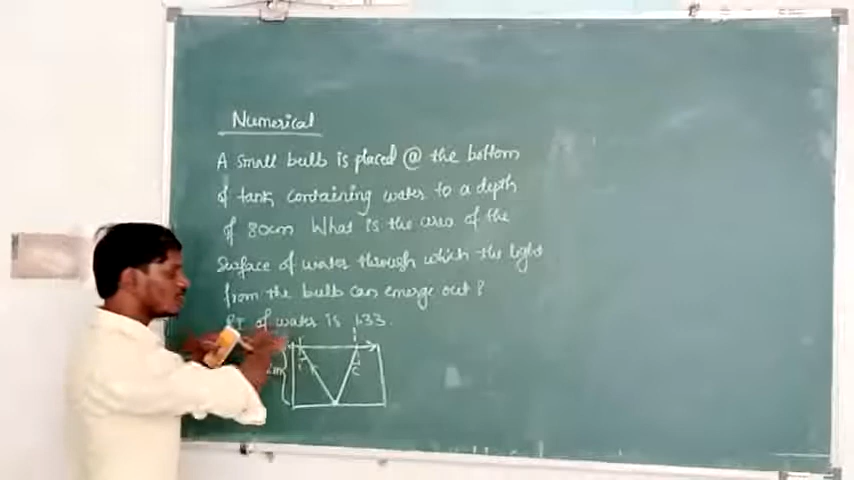 Numerical
A small bulb is placed @ the bottom
of tank containing water to a depth
of 80cm What is the area of the
Surface of water through which the light
from the bulb can emerge out?
RI of water is 1.33.
c